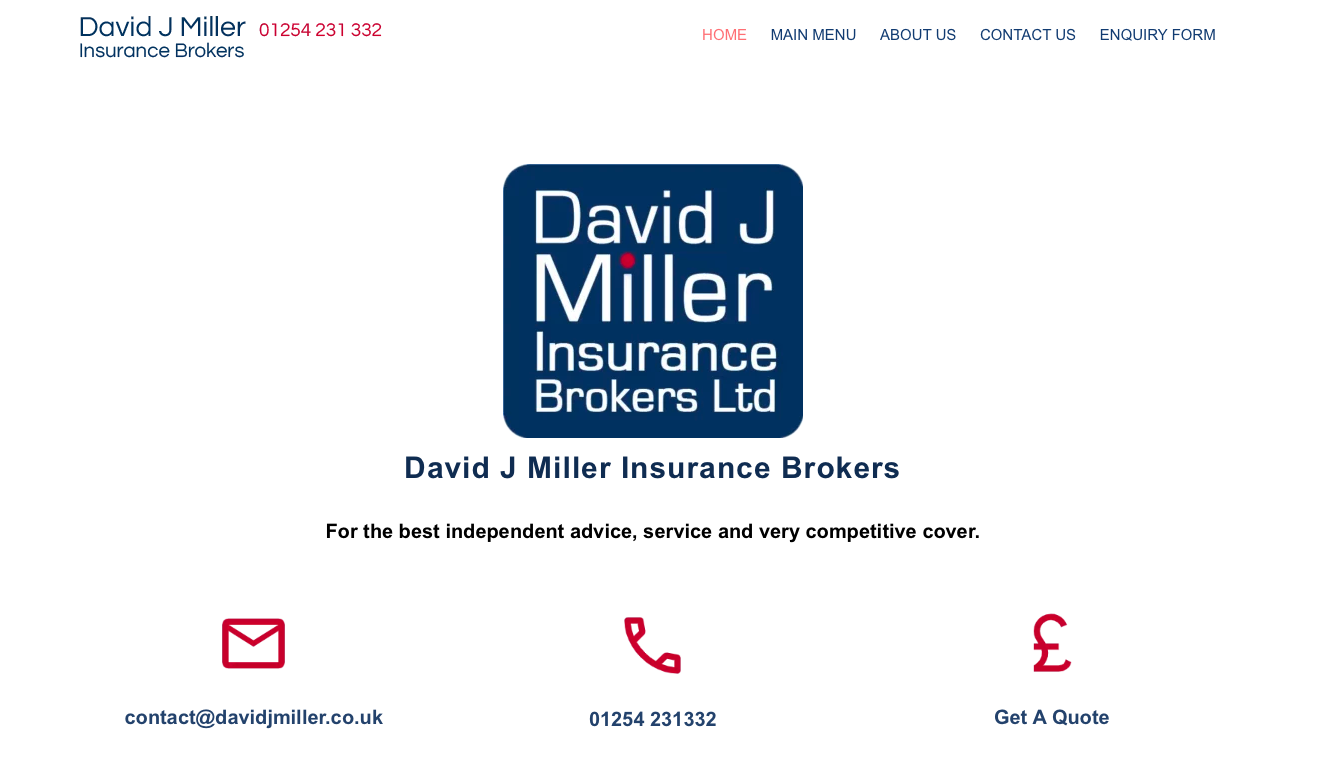 David J Miller
Insurance Brokers
01254 231 332
HOME MAIN MENU ABOUT US CONTACT US ENQUIRY FORM
David J
Miller
Insurance
Brokers Ltd
David J Miller Insurance Brokers
For the best independent advice, service and very competitive cover.
£
contact@davidjmiller.co.uk
01254 231332
Get A Quote